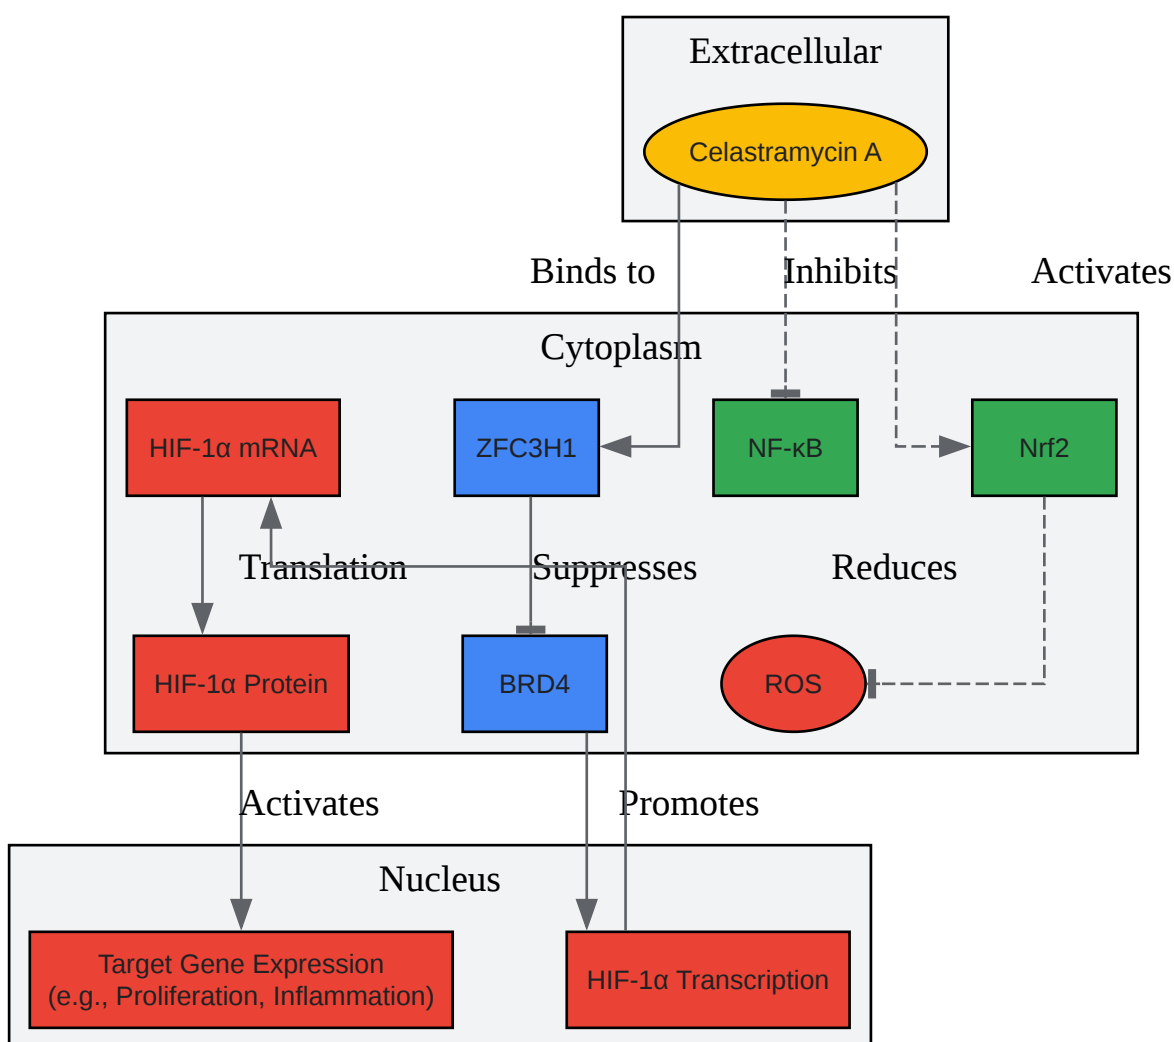 Extracellular
Celastramycin A
Binds to
Inhibits
Activates
Cytoplasm
HIF-1α mRNA
ZFC3H1
NF-κB
Nrf2
Translation
Suppresses
Reduces
HIF-1α Protein
BRD4
ROS
Activates
Promotes
Nucleus
Target Gene Expression
(e.g., Proliferation, Inflammation)
HIF-1α Transcription